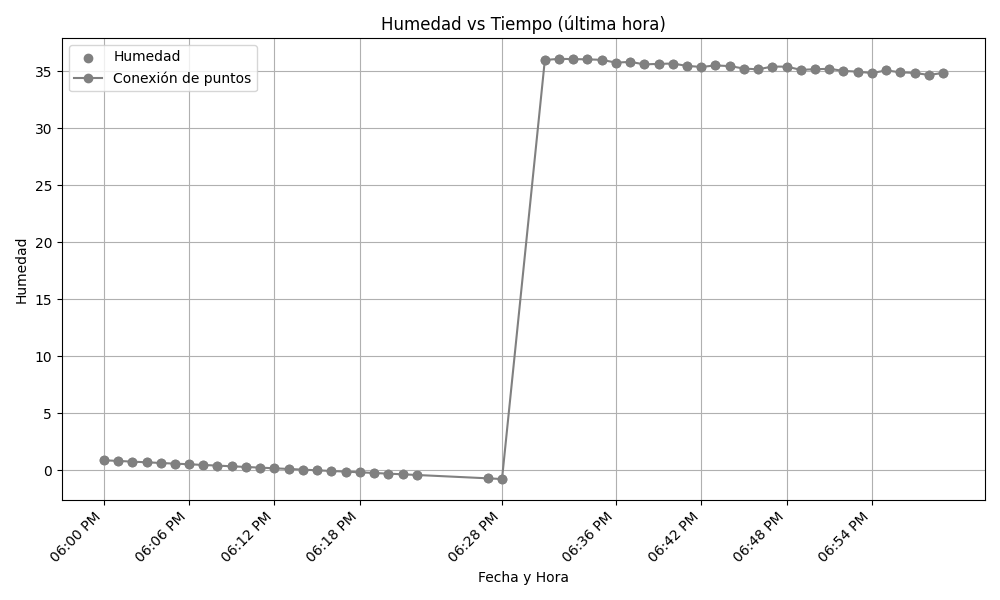 Humedad vs Tiempo (última hora)
Humedad
Conexión de puntos
Humedad
35
30
25
20
15
10
5
0
06:00 PM
06:06 PM
06:12 PM
06:18 PM
06:28 PM
06:36 PM
06:42 PM
06:48 PM
06:54 PM
Fecha y Hora